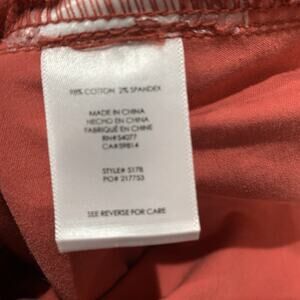 98% COTTON 2% SPANDEX
MADE IN CHINA
HECHO EN CHINA
FABRIQUÉ EN CHINE
RN#54077
CA#59814
STYLE# 5178
PO# 217753
SEE REVERSE FOR CARE